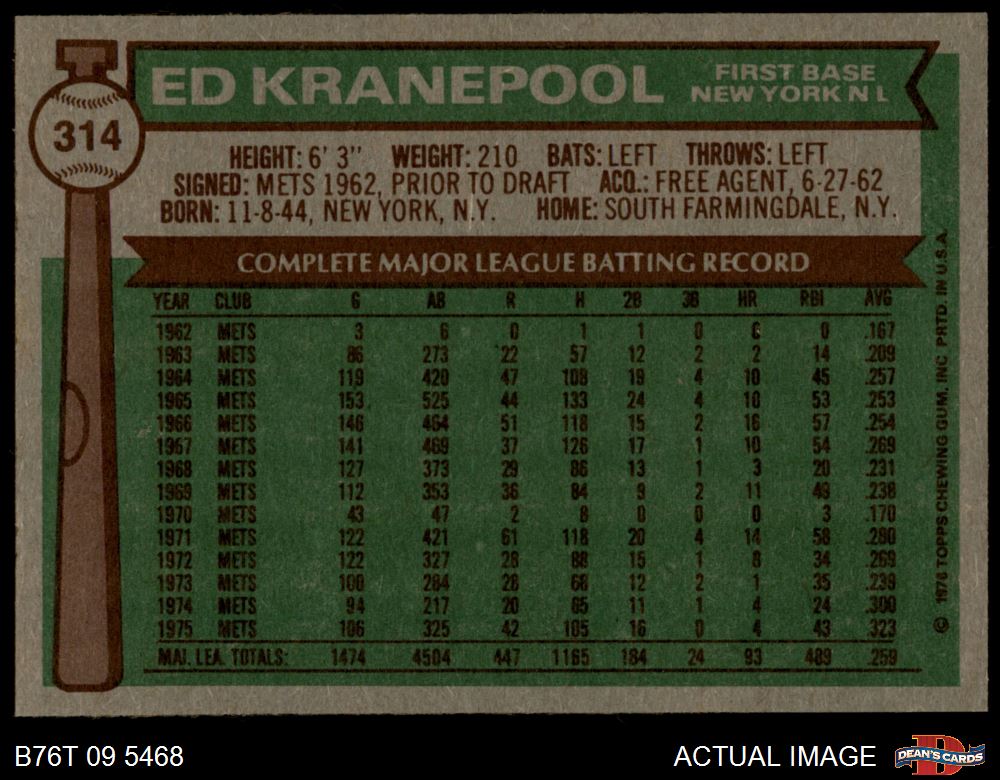 314
ED KRANEPOOL
FIRST BASE
NEW YORK N L
HEIGHT: 6' 3" WEIGHT: 210 BATS: LEFT THROWS: LEFT
SIGNED: METS 1962, PRIOR TO DRAFT ACQ.: FREE AGENT, 6-27-62
BORN: 11-8-44, NEW YORK, N.Y. HOME: SOUTH FARMINGDALE, N.Y.
COMPLETE MAJOR LEAGUE BATTING RECORD
YEAR CLUB G AB R H 2B 3B HR RBI AVG
1962 METS 3 6 0 1 1 0 0 0 .167
1963 METS 86 273 22 57 12 2 2 14 .209
1964 METS 119 420 47 108 19 4 10 45 .257
1965 METS 153 525 44 133 24 4 10 53 .253
1966 METS 146 464 51 118 15 2 16 57 .254
1967 METS 141 469 37 126 17 1 10 54 .269
1968 METS 127 373 29 86 13 1 3 20 .231
1969 METS 112 353 36 84 9 2 11 49 .238
1970 METS 43 47 2 8 0 0 0 3 .170
1971 METS 122 421 61 118 20 4 14 58 .280
1972 METS 122 327 28 88 15 1 8 34 .269
1973 METS 100 284 28 68 12 2 1 35 .239
1974 METS 94 217 20 65 11 1 4 24 .300
1975 METS 106 325 42 105 16 0 4 43 .323
MAJ. LEA. TOTALS: 1474 4504 447 1165 184 24 93 489 .259
© 1976 TOPPS CHEWING GUM, INC PRTD. IN U.S.A.
B76T 09 5468
ACTUAL IMAGE
DEAN'S CARDS